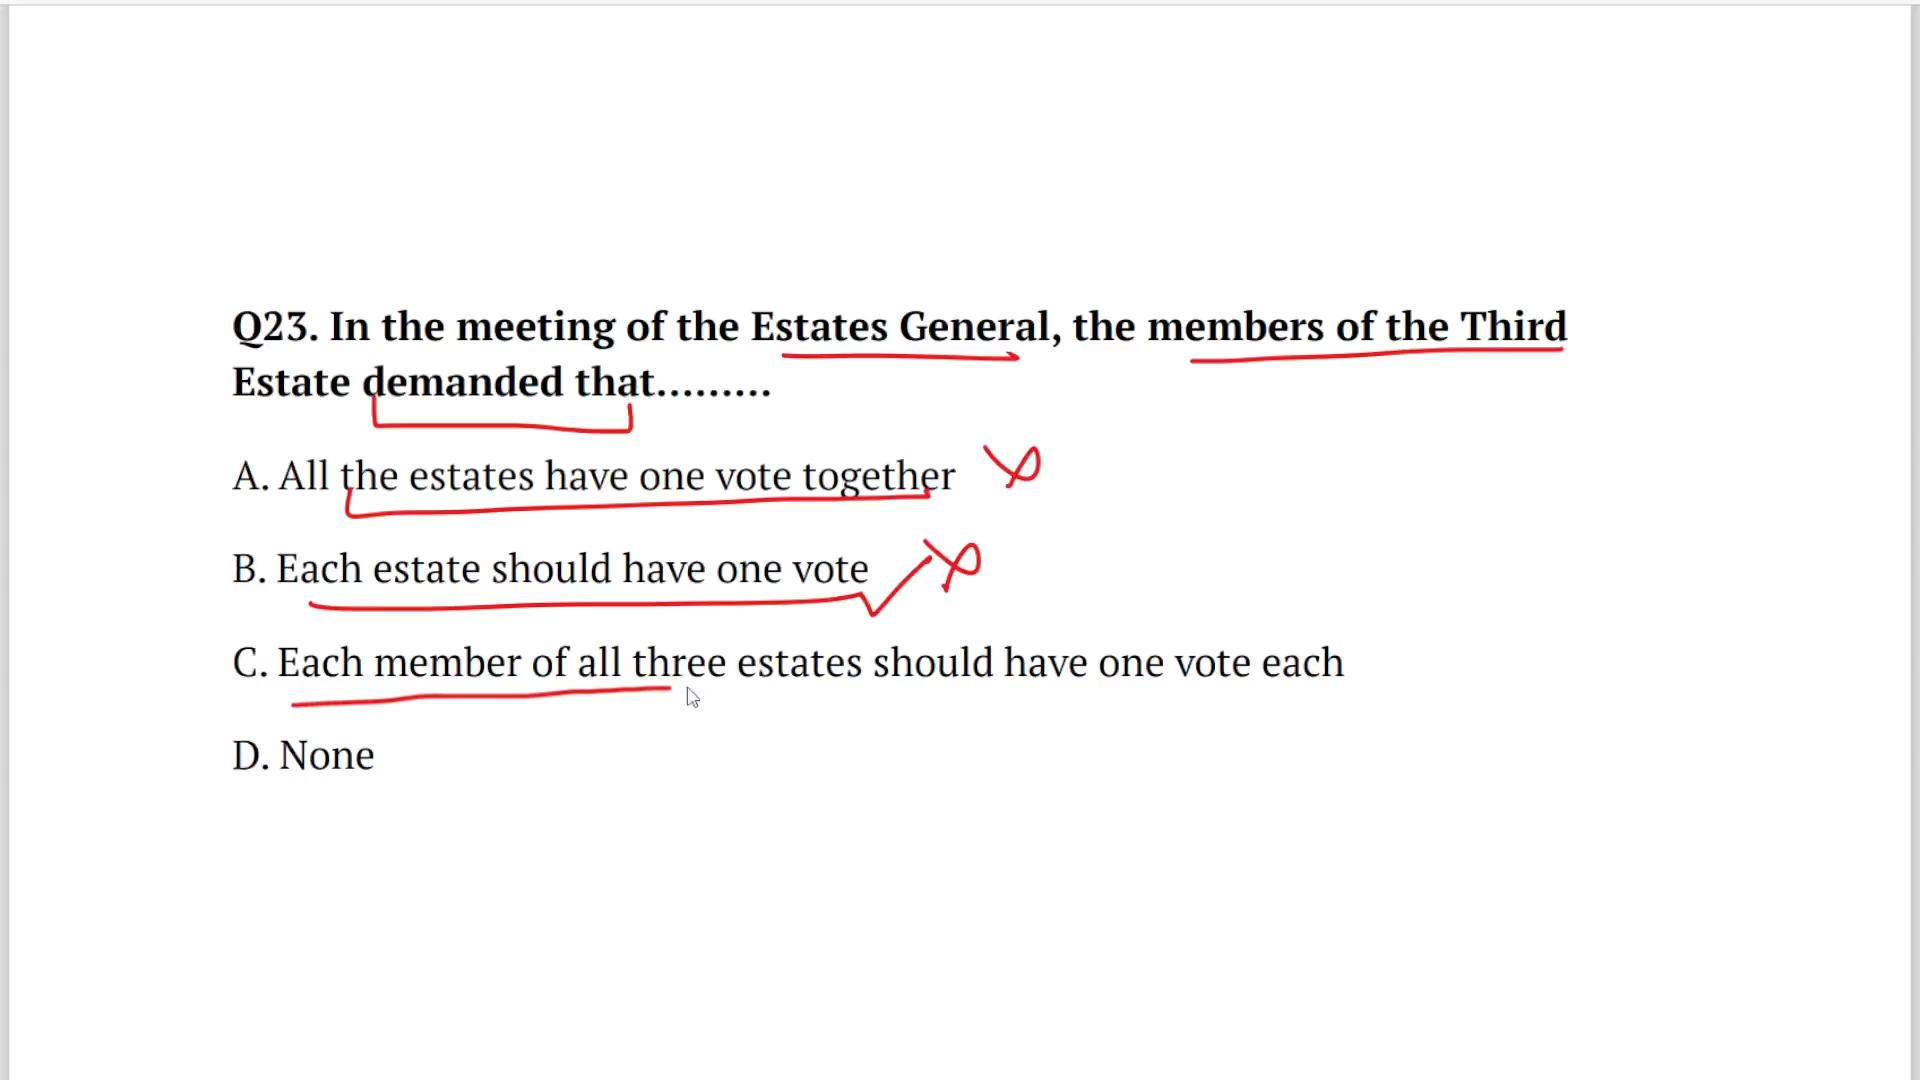 Q23. In the meeting of the Estates General, the members of the Third
Estate demanded that.........
A. All the estates have one vote together
B. Each estate should have one vote
C. Each member of all three estates should have one vote each
D. None